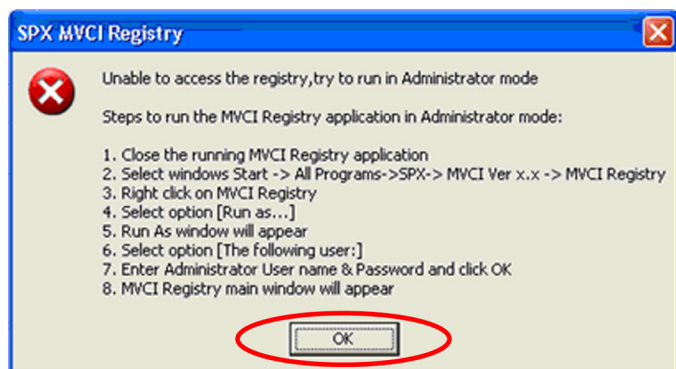 SPX MVCI Registry
Unable to access the registry,try to run in Administrator mode
Steps to run the MVCI Registry application in Administrator mode:
1. Close the running MVCI Registry application
2. Select windows Start -> All Programs->SPX-> MVCI Ver x.x -> MVCI Registry
3. Right click on MVCI Registry
4. Select option [Run as...]
5. Run As window will appear
6. Select option [The following user:]
7. Enter Administrator User name & Password and click OK
8. MVCI Registry main window will appear
OK